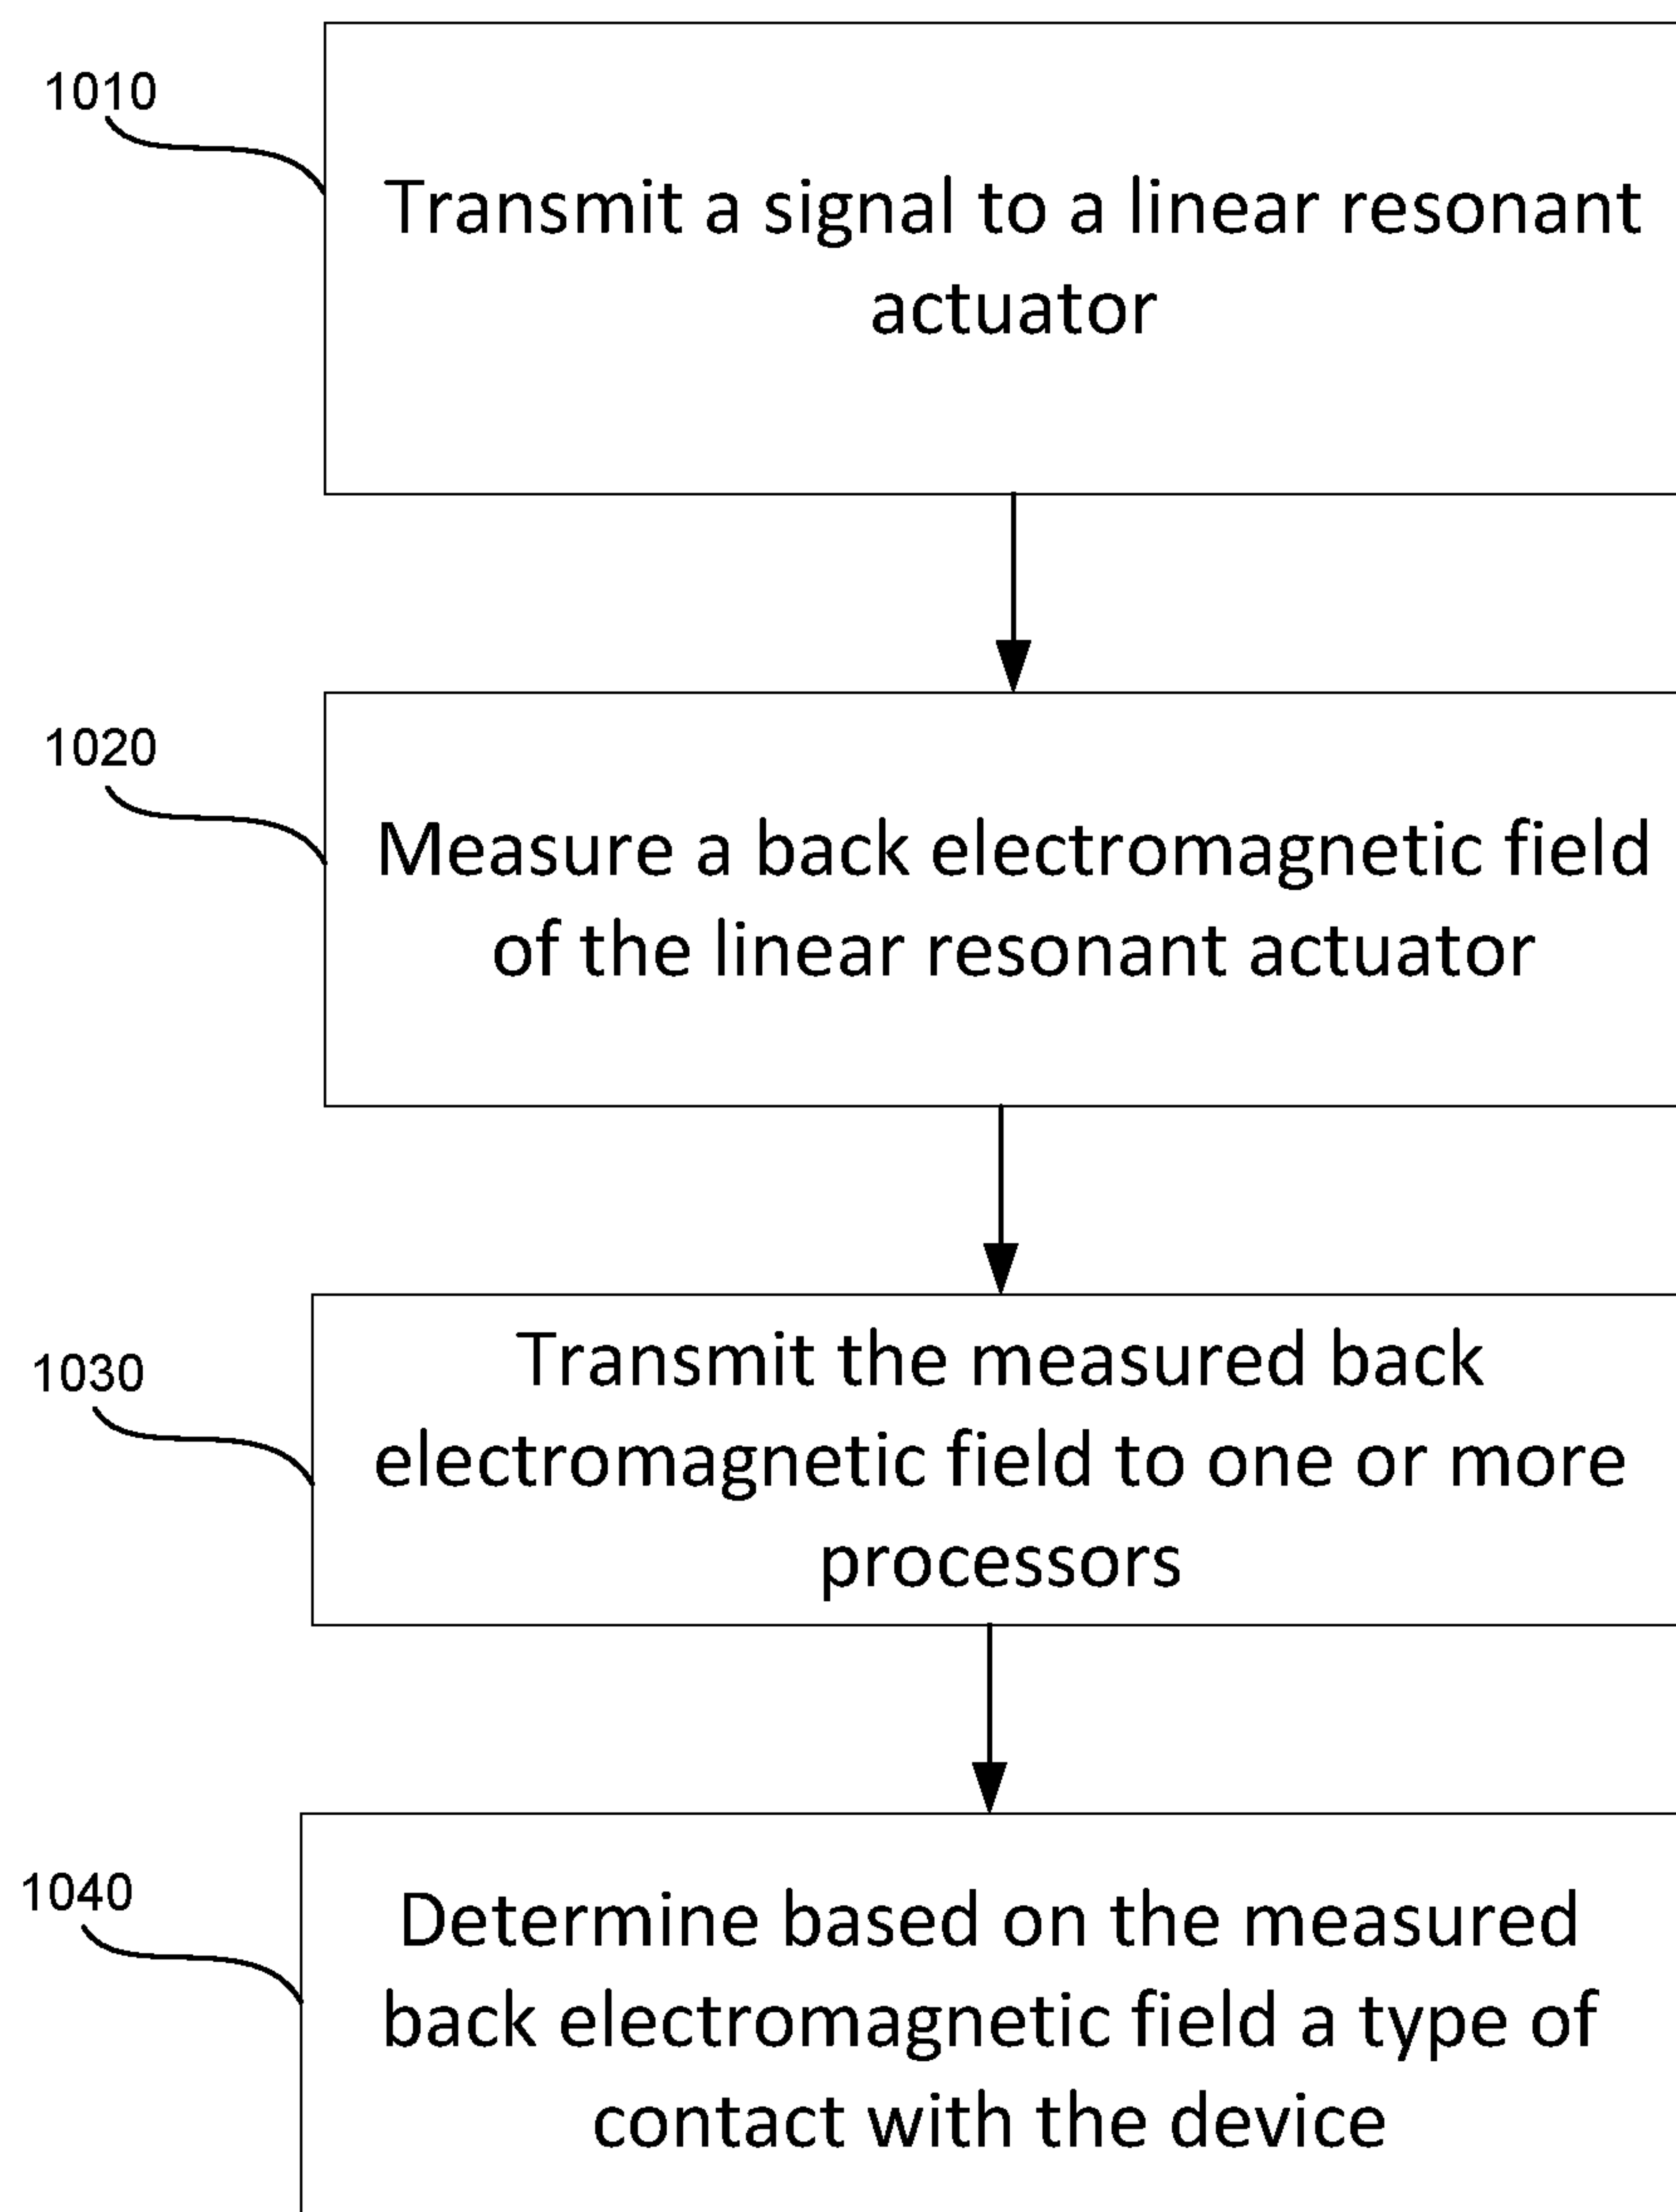 1010
Transmit a signal to a linear resonant
actuator
1020
Measure a back electromagnetic field
of the linear resonant actuator
1030
Transmit the measured back
electromagnetic field to one or more
processors
1040
Determine based on the measured
back electromagnetic field a type of
contact with the device